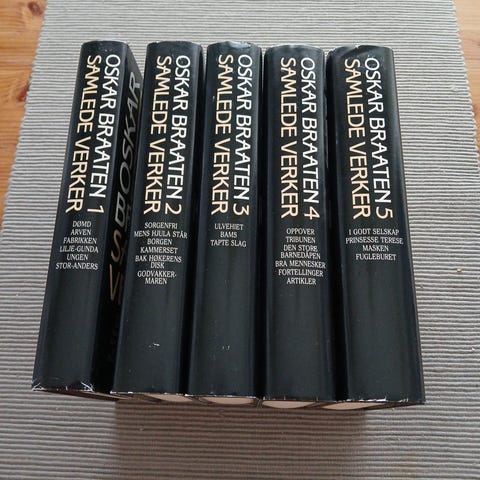 OSKAR BRAATEN 1
SAMLEDE VERKER
DØMD
ARVEN
FABRIKKEN
LILJE-GUNDA
UNGEN
STOR-ANDERS
OSKAR
OSKAR BRAATEN 2
SAMLEDE VERKER
SORGENFRI
MENS HJULA STÅR
BORGEN
KAMMERSET
BAK HØKERENS
DISK
GODVAKKER-
MAREN
OSKAR BRAATEN 3
SAMLEDE VERKER
ULVEHIET
BAMS
TAPTE SLAG
OSKAR BRAATEN 4
SAMLEDE VERKER
OPPOVER
TRIBUNEN
DEN STORE
BARNEDÅPEN
BRA MENNESKER
FORTELLINGER
ARTIKLER
OSKAR BRAATEN 5
SAMLEDE VERKER
I GODT SELSKAP
PRINSESSE TERESE
MASKEN
FUGLEBURET